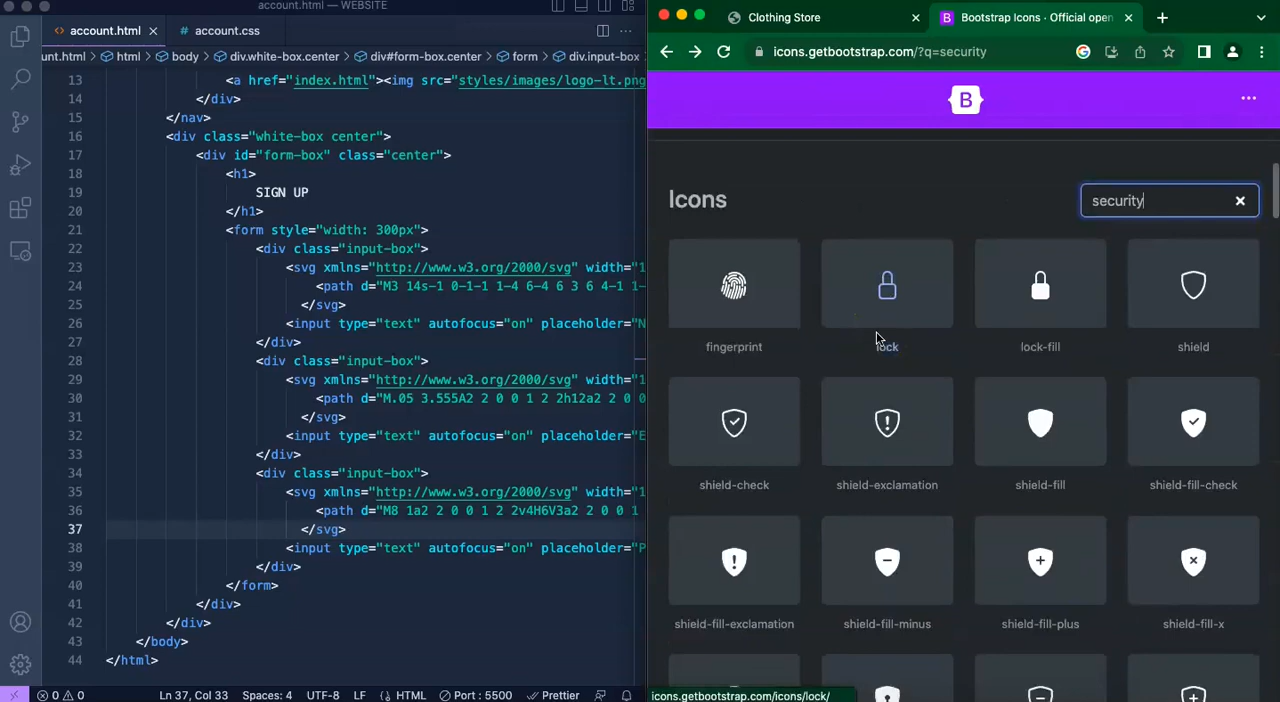 account.html — WEBSITE
account.html
account.css
unt.html > html > body > div.white-box.center > div#form-box.center > form > div.input-box
13 <a href="index.html"><img src="styles/images/logo-lt.png
14 </div>
15 </nav>
16 <div class="white-box center">
17 <div id="form-box" class="center">
18 <h1>
19 SIGN UP
20 </h1>
21 <form style="width: 300px">
22 <div class="input-box">
23 <svg xmlns="http://www.w3.org/2000/svg" width="1
24 <path d="M3 14s-1 0-1-1 1-4 6-4 6 3 6 4-1 1-
25 </svg>
26 <input type="text" autofocus="on" placeholder="N
27 </div>
28 <div class="input-box">
29 <svg xmlns="http://www.w3.org/2000/svg" width="1
30 <path d="M.05 3.555A2 2 0 0 1 2 2h12a2 2 0 0
31 </svg>
32 <input type="text" autofocus="on" placeholder="E
33 </div>
34 <div class="input-box">
35 <svg xmlns="http://www.w3.org/2000/svg" width="1
36 <path d="M8 1a2 2 0 0 1 2 2v4H6V3a2 2 0 0 1
37 </svg>
38 <input type="text" autofocus="on" placeholder="P
39 </div>
40 </form>
41 </div>
42 </div>
43 </body>
44 </html>
0 0 Ln 37, Col 33 Spaces: 4 UTF-8 LF HTML Port : 5500 Prettier
Clothing Store
Bootstrap Icons · Official open
icons.getbootstrap.com/?q=security
B
Icons
security
fingerprint lock lock-fill shield
shield-check shield-exclamation shield-fill shield-fill-check
shield-fill-exclamation shield-fill-minus shield-fill-plus shield-fill-x
icons.getbootstrap.com/icons/lock/